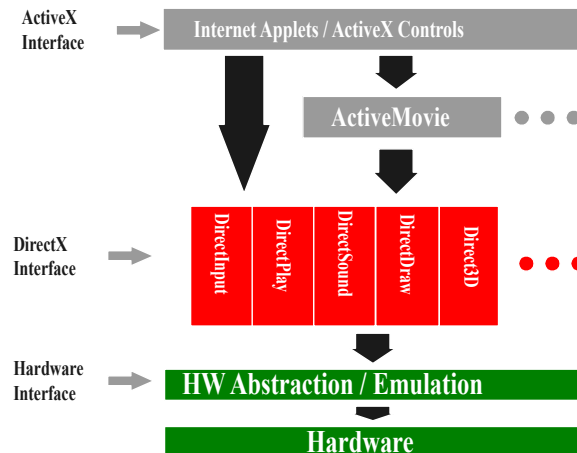 ActiveX
Interface
Internet Applets / ActiveX Controls
ActiveMovie
DirectX
Interface
DirectInput
DirectPlay
DirectSound
DirectDraw
Direct3D
Hardware
Interface
HW Abstraction / Emulation
Hardware